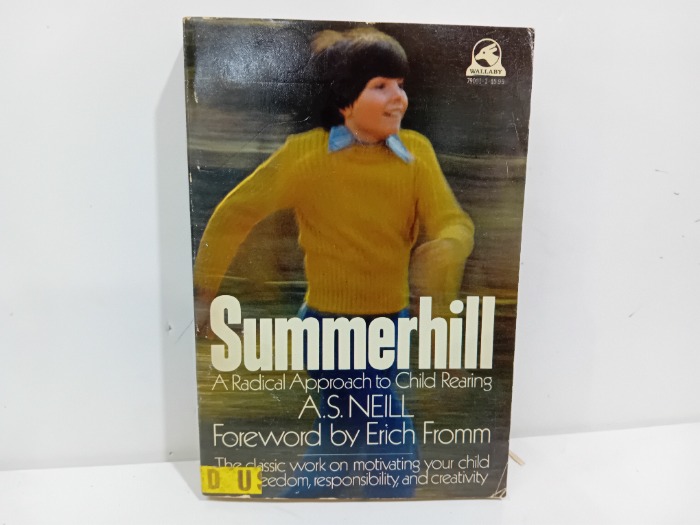 WALLABY
Summerhill
A Radical Approach to Child Rearing
A.S. NEILL
Foreword by Erich Fromm
The classic work on motivating your child
eedom, responsibility, and creativity
D U